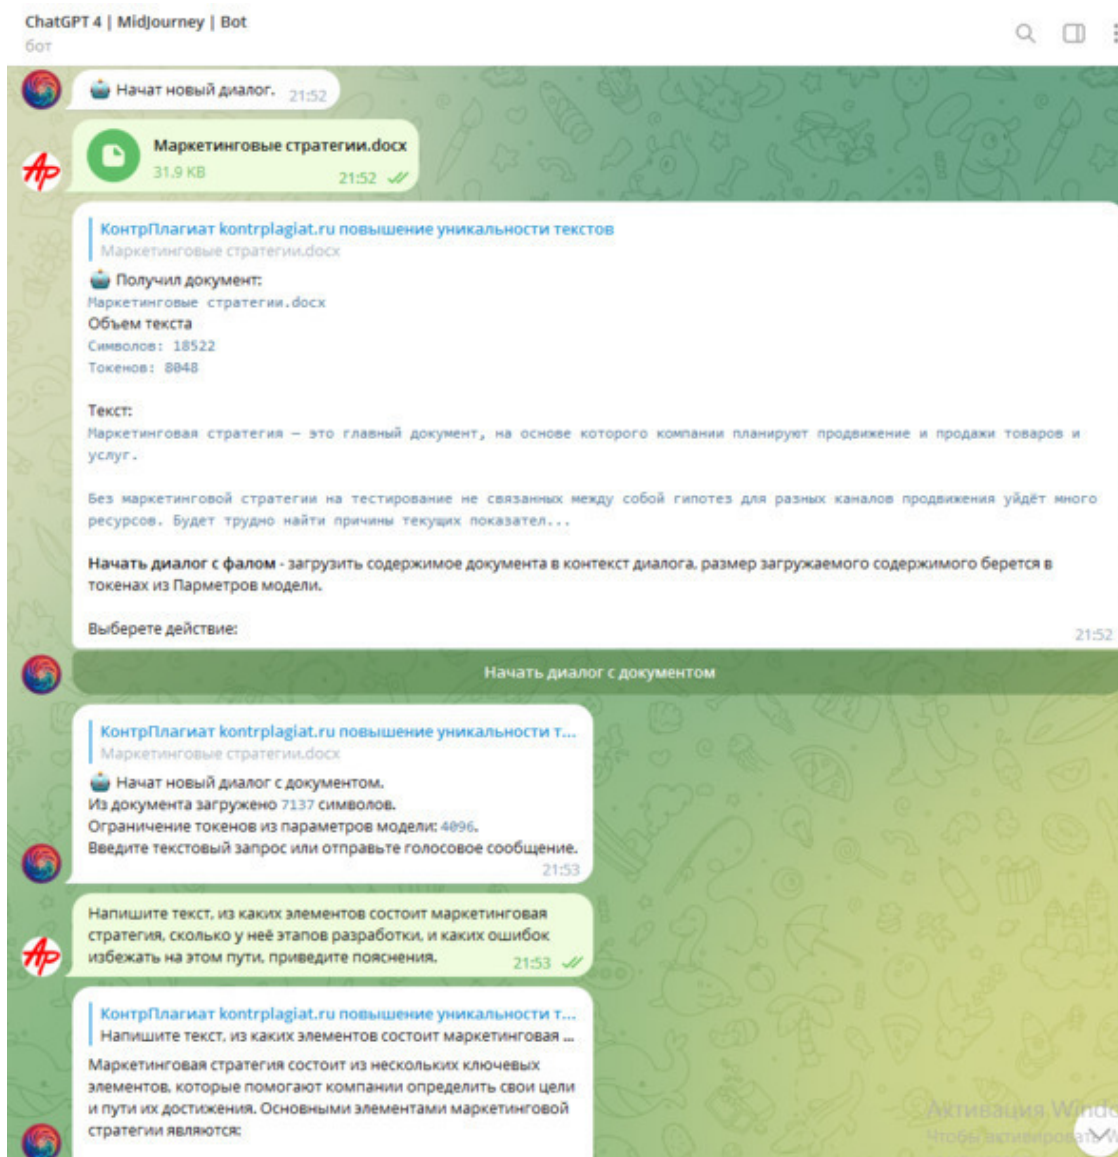 ChatGPT 4 | MidJourney | Bot
бот
Начат новый диалог. 21:52
Маркетинговые стратегии.docx
31.9 KB 21:52
КонтрПлагиат kontrplagiat.ru повышение уникальности текстов
Маркетинговые стратегии.docx
Получил документ:
Маркетинговые стратегии.docx
Объем текста
Символов: 18522
Токенов: 8048
Текст:
Маркетинговая стратегия — это главный документ, на основе которого компании планируют продвижение и продажи товаров и
услуг.
Без маркетинговой стратегии на тестирование не связанных между собой гипотез для разных каналов продвижения уйдёт много
ресурсов. Будет трудно найти причины текущих показател...
Начать диалог с фалом - загрузить содержимое документа в контекст диалога, размер загружаемого содержимого берется в
токенах из Парметров модели.
Выберете действие:
21:52
Начать диалог с документом
КонтрПлагиат kontrplagiat.ru повышение уникальности т...
Маркетинговые стратегии.docx
Начат новый диалог с документом.
Из документа загружено 7137 символов.
Ограничение токенов из параметров модели: 4096.
Введите текстовый запрос или отправьте голосовое сообщение.
21:53
Напишите текст, из каких элементов состоит маркетинговая
стратегия, сколько у неё этапов разработки, и каких ошибок
избежать на этом пути, приведите пояснения. 21:53
КонтрПлагиат kontrplagiat.ru повышение уникальности т...
Напишите текст, из каких элементов состоит маркетинговая ...
Маркетинговая стратегия состоит из нескольких ключевых
элементов, которые помогают компании определить свои цели
и пути их достижения. Основными элементами маркетинговой
стратегии являются:
Активация Windo
Чтобы активировать W